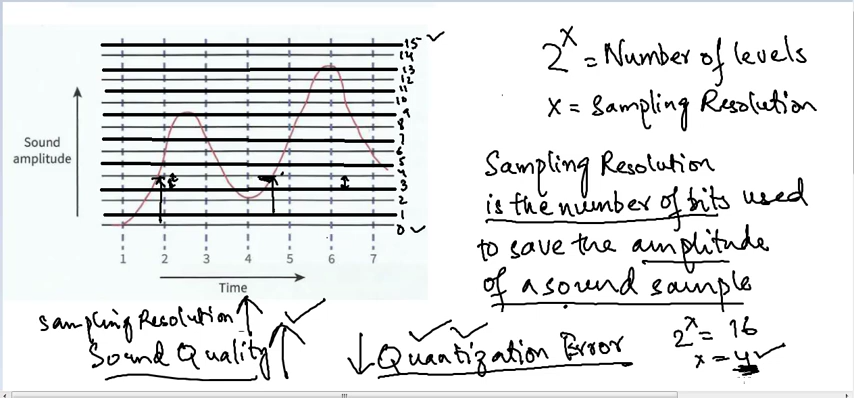 15
14
13
12
11
10
9
8
7
6
5
4
3
2
1
0
Sound
amplitude
1 2 3 4 5 6 7
Time
Sampling Resolution
Sound Quality
2^x = Number of levels
x = Sampling Resolution
Sampling Resolution
is the number of bits used
to save the amplitude
of a sound sample
Quantization Error
2^x = 16
x = 4